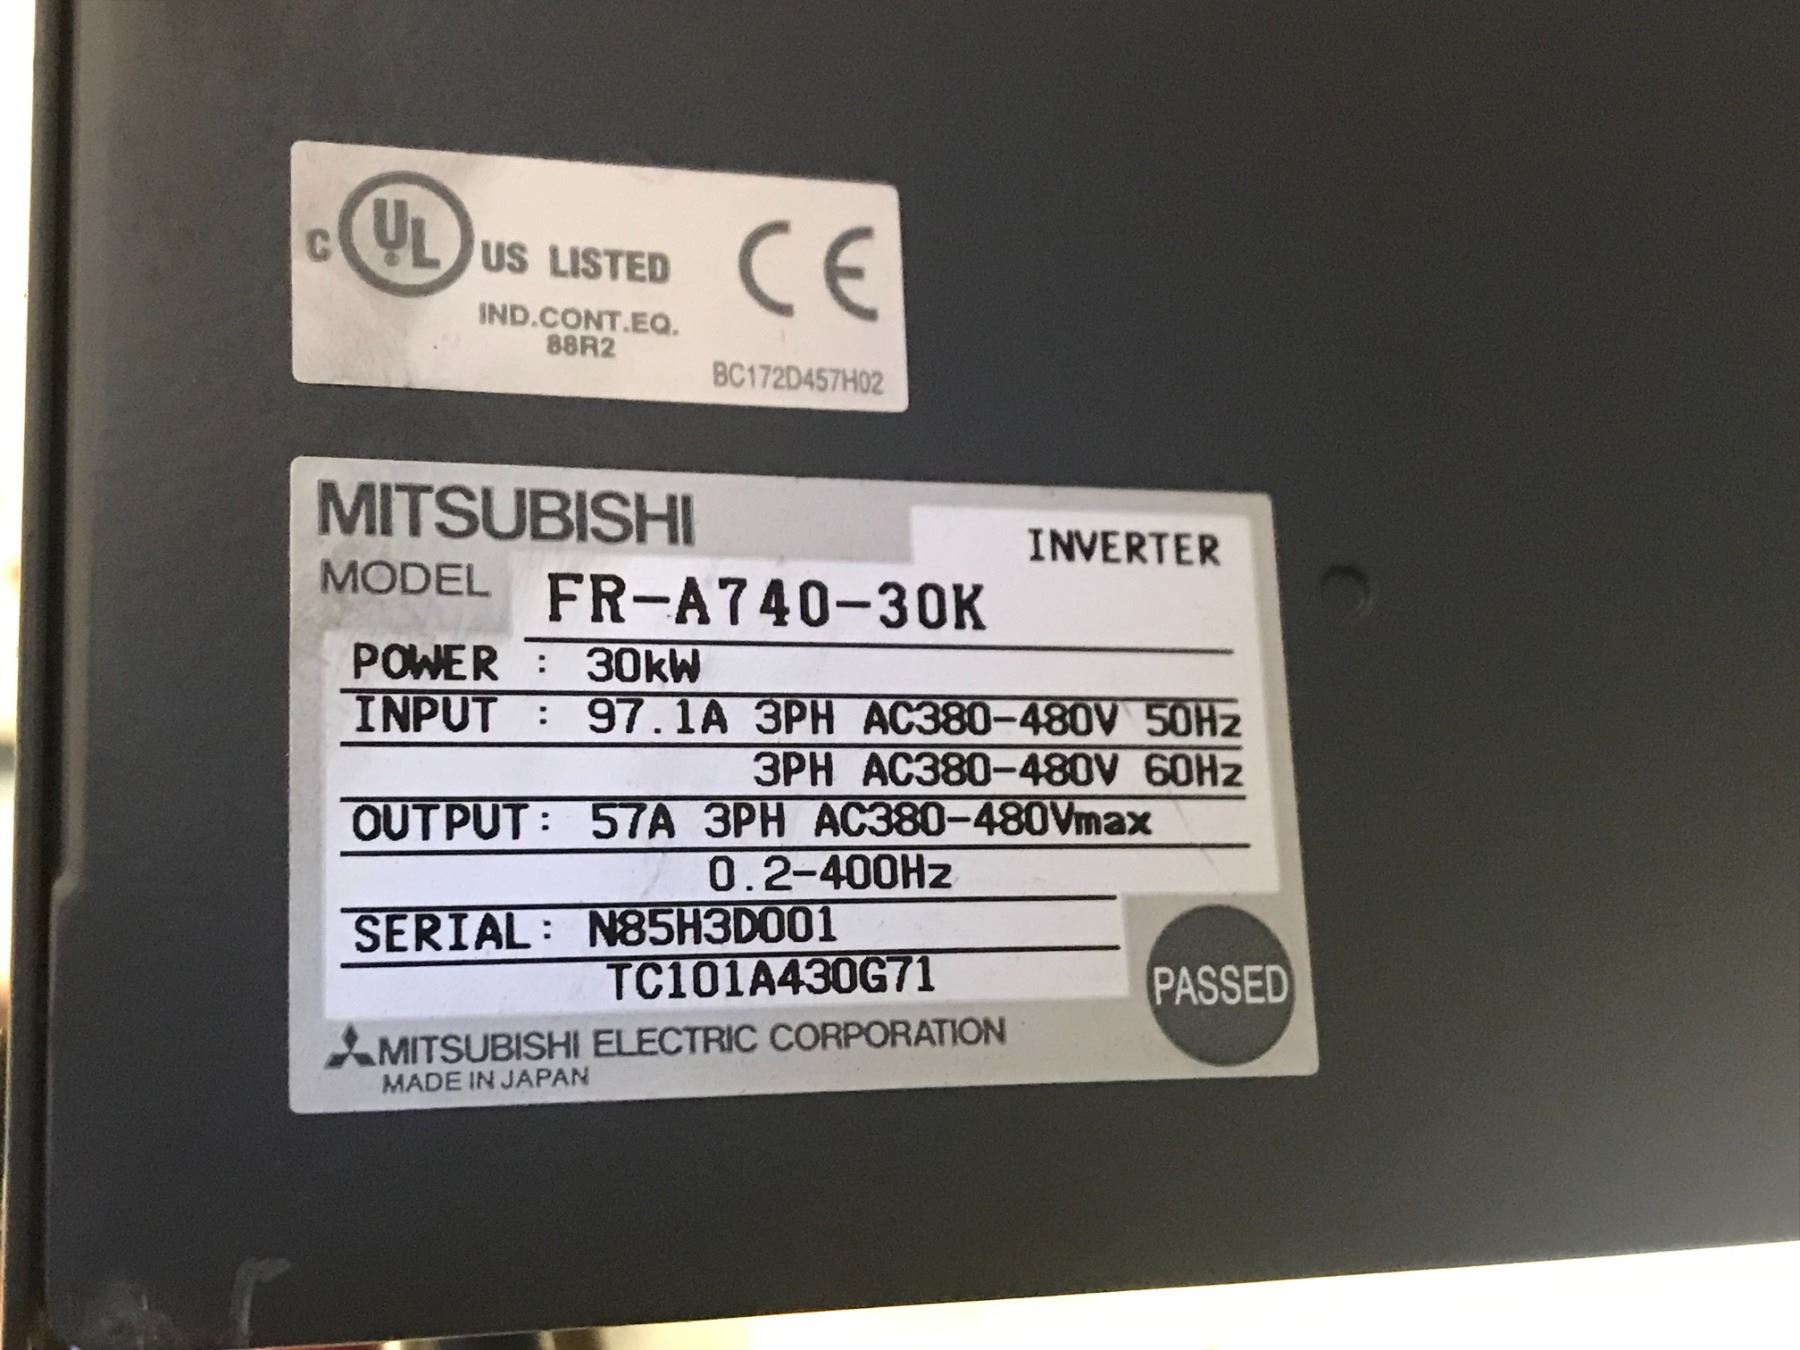 c UL® US LISTED CE
IND.CONT.EQ.
88R2
BC172D457H02
MITSUBISHI
INVERTER
MODEL FR-A740-30K
POWER : 30kW
INPUT : 97.1A 3PH AC380-480V 50Hz
3PH AC380-480V 60Hz
OUTPUT: 57A 3PH AC380-480Vmax
0.2-400Hz
SERIAL: N85H3D001
TC101A430G71
PASSED
MITSUBISHI ELECTRIC CORPORATION
MADE IN JAPAN